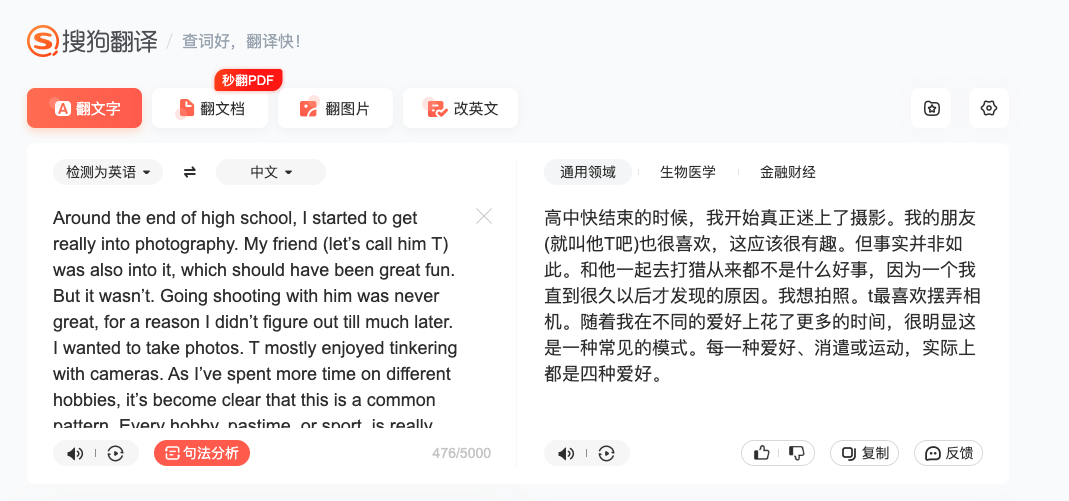 搜狗翻译 / 查词好，翻译快！
秒翻PDF
翻文字
翻文档
翻图片
改英文
检测为英语
中文
Around the end of high school, I started to get
really into photography. My friend (let’s call him T)
was also into it, which should have been great fun.
But it wasn’t. Going shooting with him was never
great, for a reason I didn’t figure out till much later.
I wanted to take photos. T mostly enjoyed tinkering
with cameras. As I’ve spent more time on different
hobbies, it’s become clear that this is a common
pattern. Every hobby, pastime, or sport, is really
句法分析
476/5000
通用领域
生物医学
金融财经
高中快结束的时候，我开始真正迷上了摄影。我的朋友
(就叫他T吧)也很喜欢，这应该很有趣。但事实并非如
此。和他一起去打猎从来都不是什么好事，因为一个我
直到很久以后才发现的原因。我想拍照。t最喜欢摆弄相
机。随着我在不同的爱好上花了更多的时间，很明显这
是一种常见的模式。每一种爱好、消遣或运动，实际上
都是四种爱好。
复制
反馈